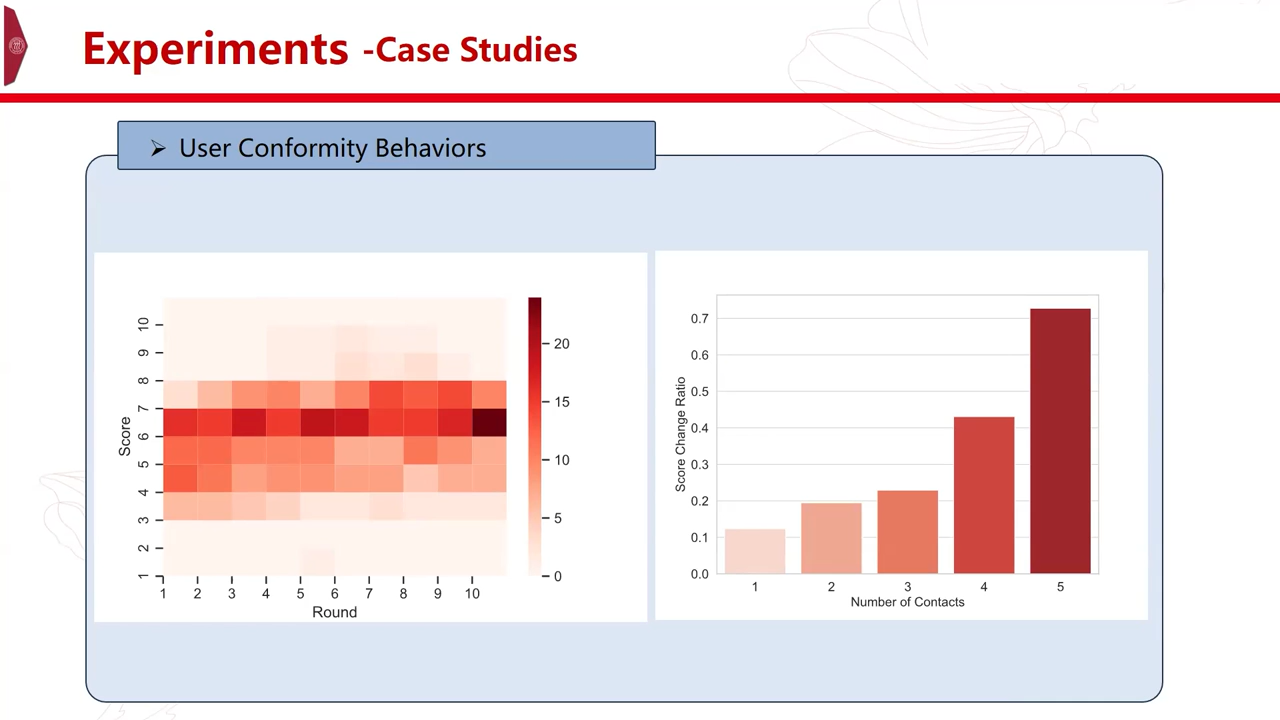 Experiments -Case Studies
➢ User Conformity Behaviors
Score
10
9
8
7
6
5
4
3
2
1
1 2 3 4 5 6 7 8 9 10
Round
20
15
10
5
0
Score Change Ratio
0.7
0.6
0.5
0.4
0.3
0.2
0.1
0.0
1 2 3 4 5
Number of Contacts